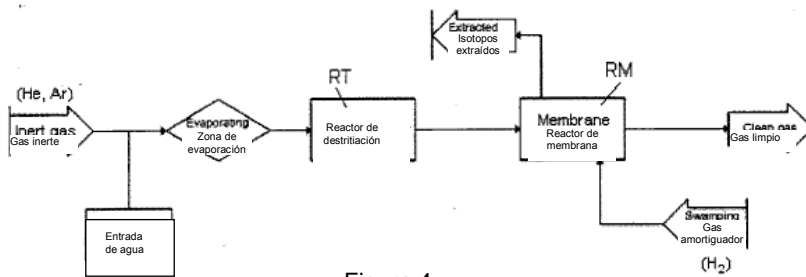 Extracted
Isotopos
extraídos
RT
RM
(He, Ar)
Inert gas
Gas inerte
Evaporating
Zona de
evaporación
Reactor de
destritiación
Membrane
Reactor de
membrana
Clean gas
Gas limpio
Entrada
de agua
Swamping
Gas
amortiguador
(H₂)
Figure 4